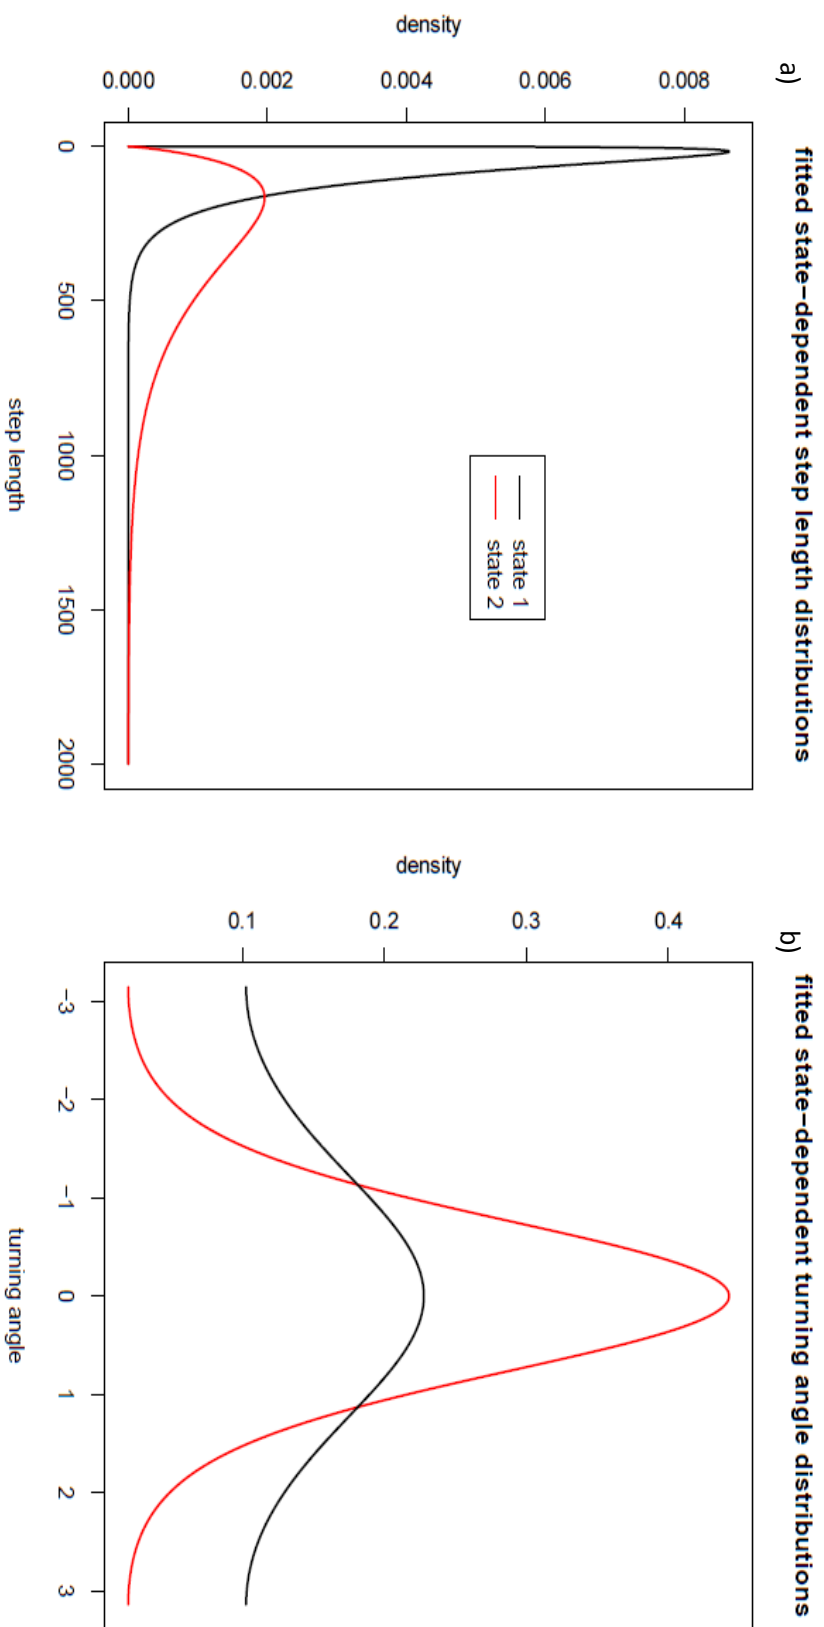 a)
fitted state−dependent step length distributions
density
0.000
0.002
0.004
0.006
0.008
0
500
1000
1500
2000
step length
state 1
state 2
b)
fitted state−dependent turning angle distributions
density
0.1
0.2
0.3
0.4
−3
−2
−1
0
1
2
3
turning angle